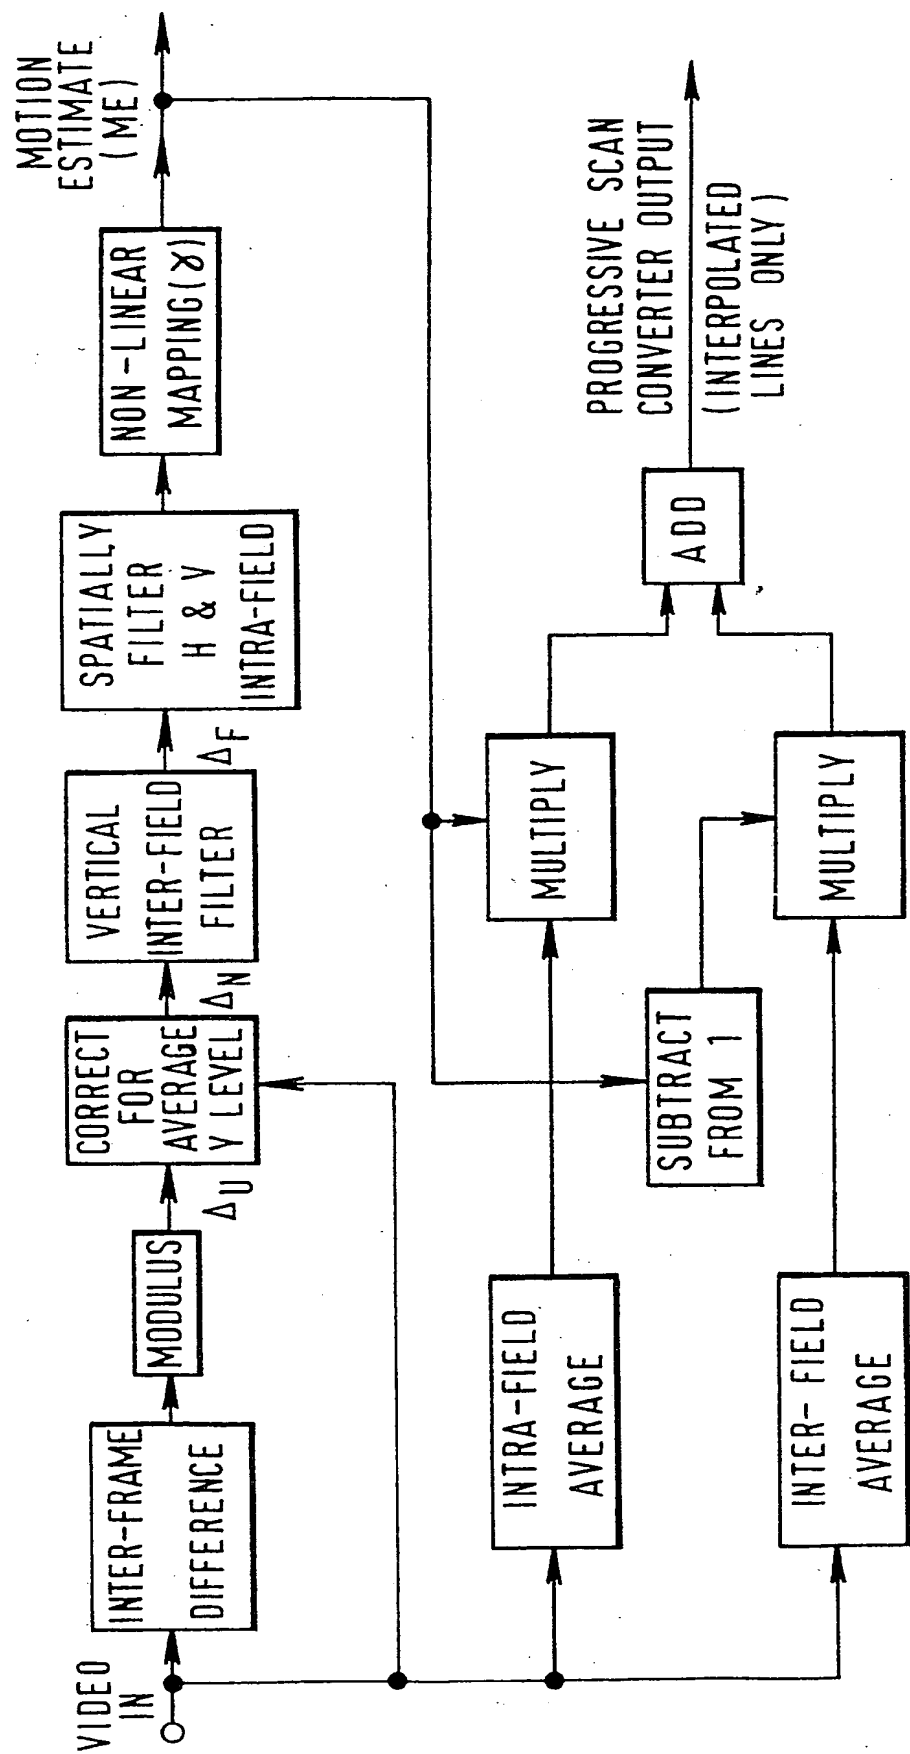 VIDEO
IN
INTER-FRAME
DIFFERENCE
MODULUS
ΔU
CORRECT
FOR
AVERAGE
Y LEVEL
ΔN
VERTICAL
INTER-FIELD
FILTER
ΔF
SPATIALLY
FILTER
H & V
INTRA-FIELD
NON-LINEAR
MAPPING(γ)
MOTION
ESTIMATE
(ME)
INTRA-FIELD
AVERAGE
MULTIPLY
SUBTRACT
FROM 1
INTER-FIELD
AVERAGE
MULTIPLY
ADD
PROGRESSIVE SCAN
CONVERTER OUTPUT
(INTERPOLATED
LINES ONLY)